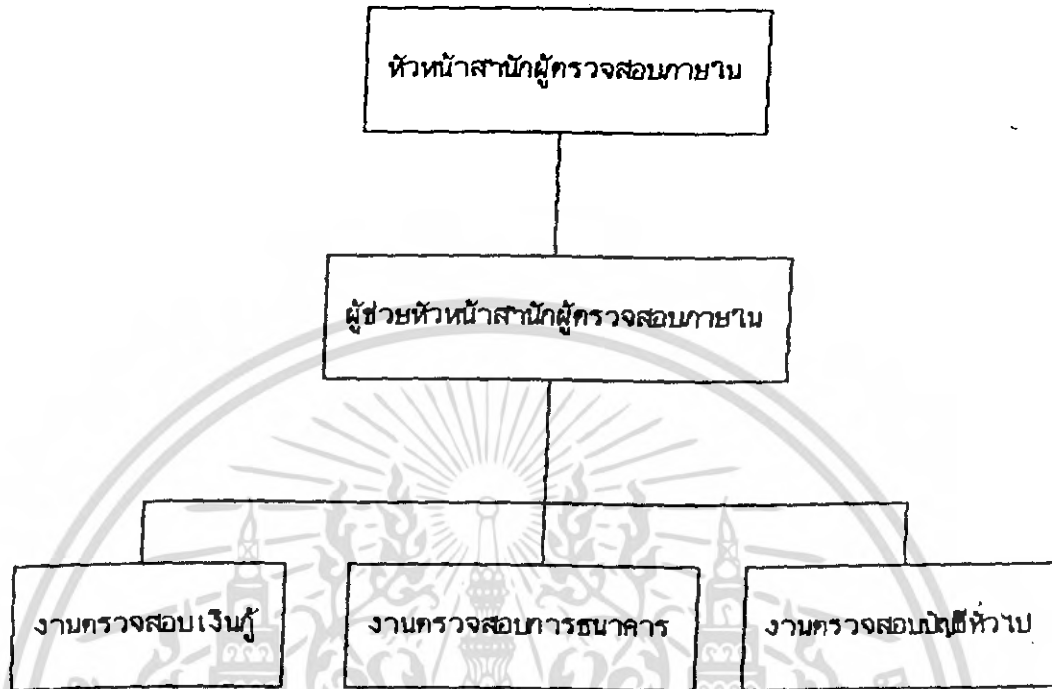 หัวหน้าสำนักผู้ตรวจสอบภายใน
ผู้ช่วยหัวหน้าสำนักผู้ตรวจสอบภายใน
งานตรวจสอบเงินกู้
งานตรวจสอบการธนาคาร
งานตรวจสอบบัญชีทั่วไป